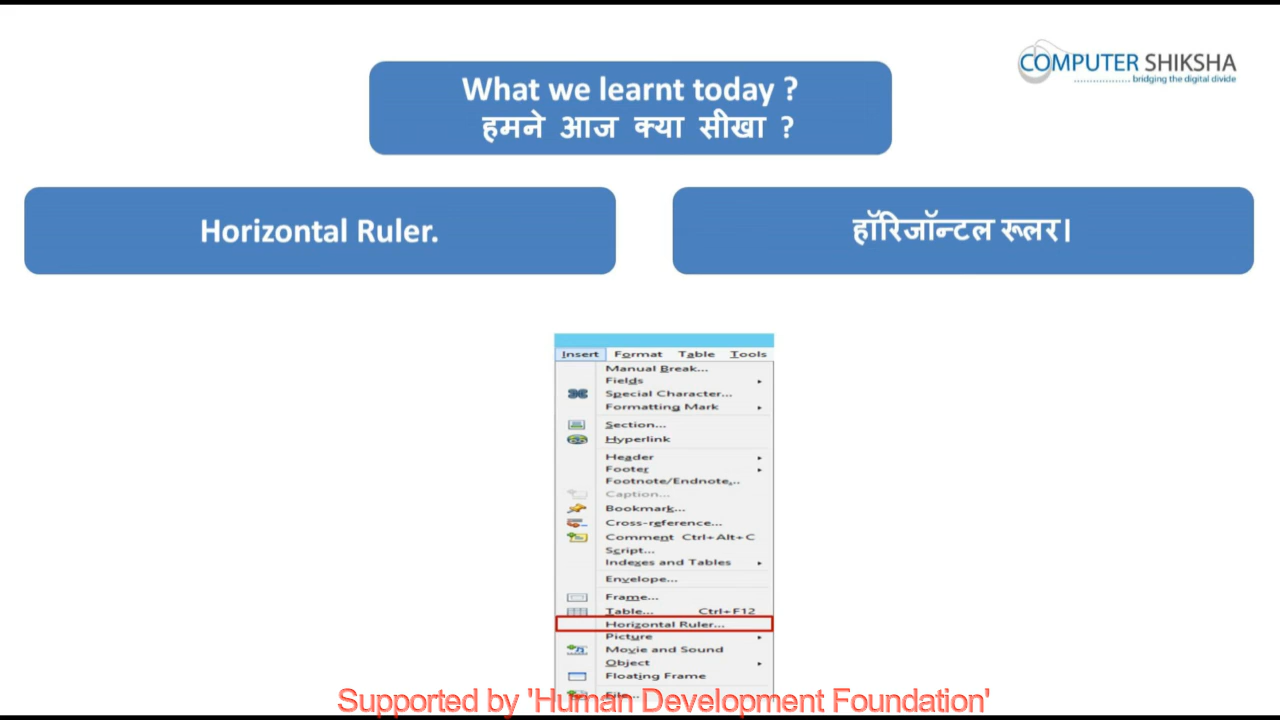 COMPUTER SHIKSHA
bridging the digital divide
What we learnt today ?
हमने आज क्या सीखा ?
Horizontal Ruler.
हॉरिजॉन्टल रूलर।
Insert Format Table Tools
Manual Break...
Fields
Special Character...
Formatting Mark
Section...
Hyperlink
Header
Footer
Footnote/Endnote...
Caption...
Bookmark...
Cross-reference...
Comment Ctrl+Alt+C
Script...
Indexes and Tables
Envelope...
Frame...
Table... Ctrl+F12
Horizontal Ruler...
Picture
Movie and Sound
Object
Floating Frame
File...
Supported by 'Human Development Foundation'